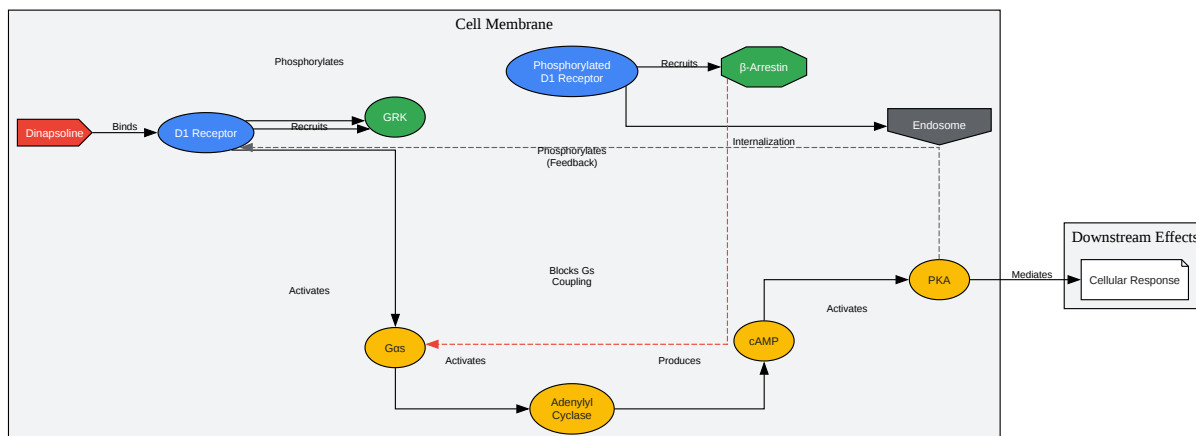 Cell Membrane
Phosphorylates
Phosphorylated
D1 Receptor
Recruits
β-Arrestin
GRK
Dinapsoline
Binds
D1 Receptor
Recruits
Endosome
Internalization
Phosphorylates
(Feedback)
Downstream Effects
Blocks Gs
Coupling
Activates
PKA
Mediates
Cellular Response
Activates
Gαs
Activates
Produces
cAMP
Adenylyl
Cyclase